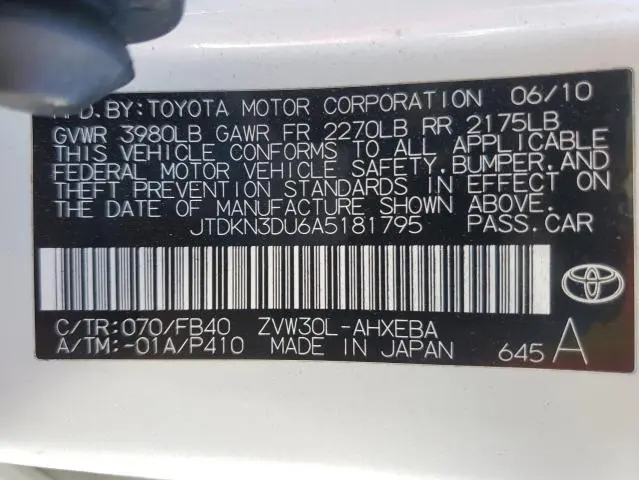 MFD.BY:TOYOTA MOTOR CORPORATION 06/10
GVWR 3980LB GAWR FR 2270LB RR 2175LB
THIS VEHICLE CONFORMS TO ALL APPLICABLE
FEDERAL MOTOR VEHICLE SAFETY,BUMPER,AND
THEFT PREVENTION STANDARDS IN EFFECT ON
THE DATE OF MANUFACTURE SHOWN ABOVE.
JTDKN3DU6A5181795 PASS.CAR
C/TR:070/FB40 ZVW30L-AHXEBA
A/TM:-01A/P410 MADE IN JAPAN 645 A